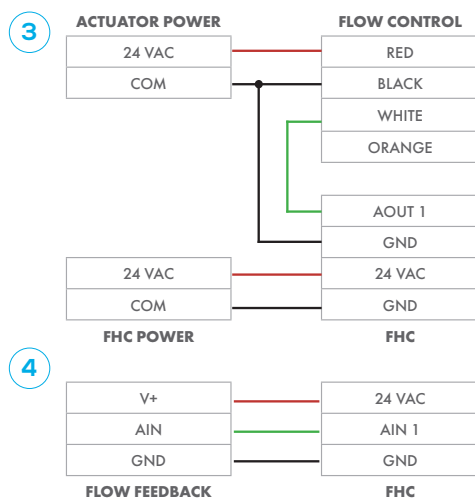 3
ACTUATOR POWER FLOW CONTROL
24 VAC RED
COM BLACK
WHITE
ORANGE
AOUT 1
GND
24 VAC 24 VAC
COM GND
FHC POWER FHC
4
V+ 24 VAC
AIN AIN 1
GND GND
FLOW FEEDBACK FHC